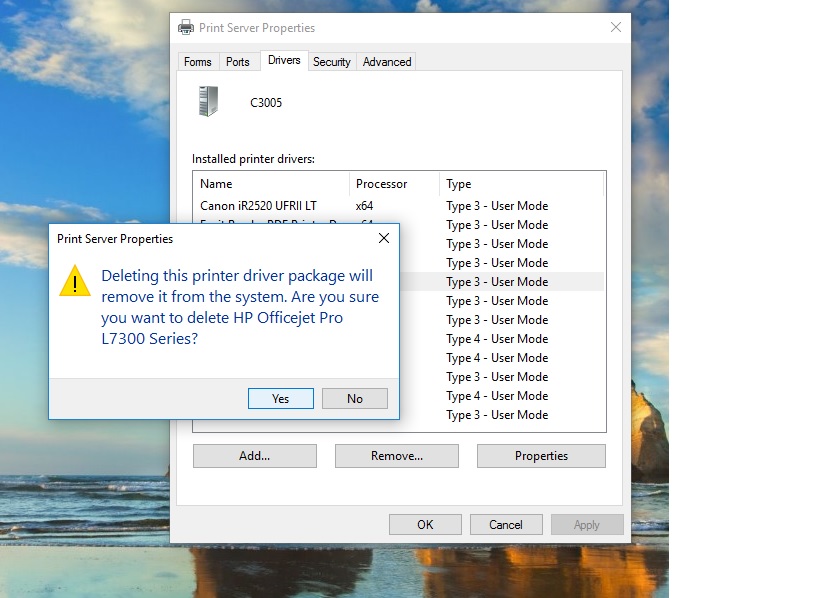 Print Server Properties
Forms
Ports
Drivers
Security
Advanced
C3005
Installed printer drivers:
Name Processor Type
Canon iR2520 UFRII LT x64 Type 3 - User Mode
Type 3 - User Mode
Type 3 - User Mode
Type 3 - User Mode
Type 3 - User Mode
Type 3 - User Mode
Type 3 - User Mode
Type 4 - User Mode
Type 4 - User Mode
Type 3 - User Mode
Type 4 - User Mode
Type 3 - User Mode
Add...
Remove...
Properties
OK
Cancel
Apply
Print Server Properties
Deleting this printer driver package will
remove it from the system. Are you sure
you want to delete HP Officejet Pro
L7300 Series?
Yes
No